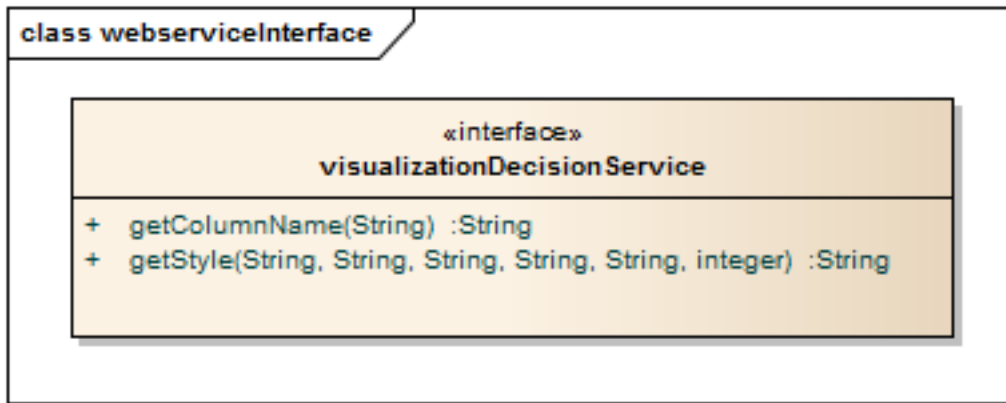 class webserviceInterface
«interface»
visualizationDecisionService
+ getColumnName(String) :String
+ getStyle(String, String, String, String, String, integer) :String